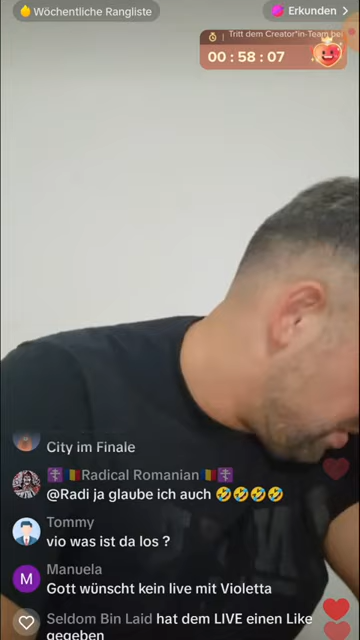 Wöchentliche Rangliste
Erkunden
Tritt dem Creator*in-Team bei
00 : 58 : 07
City im Finale
Radical Romanian
@Radi ja glaube ich auch 🤣🤣🤣🤣
Tommy
vio was ist da los ?
M
Manuela
Gott wünscht kein live mit Violetta
Seldom Bin Laid hat dem LIVE einen Like
gegeben